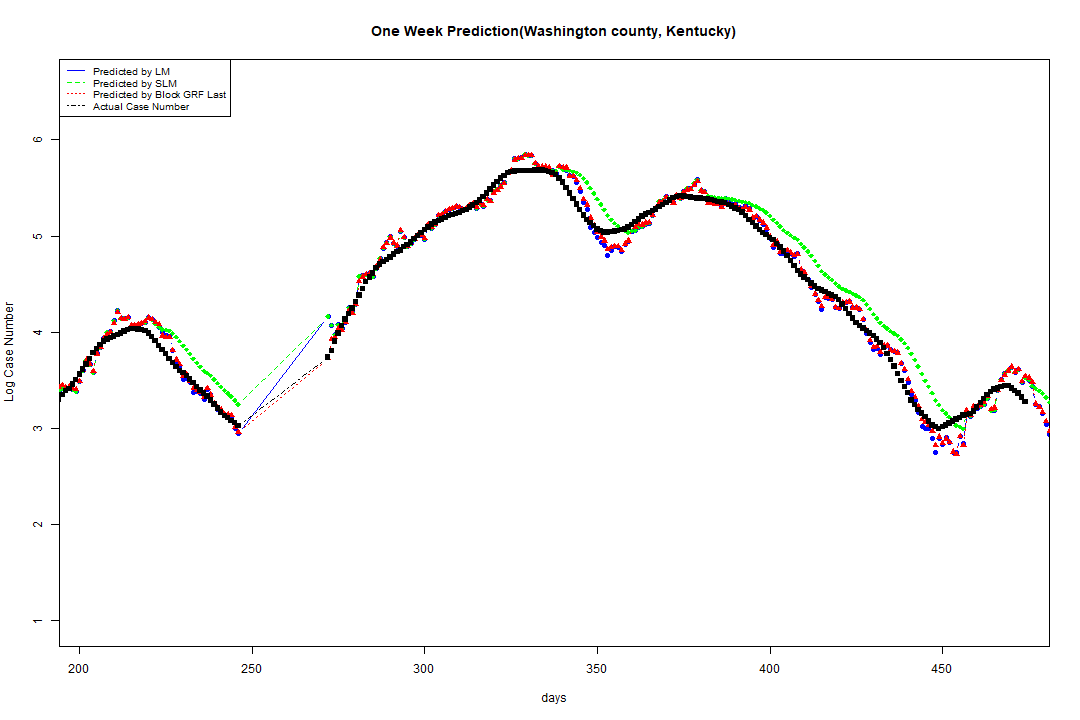 One Week Prediction(Washington county, Kentucky)
Predicted by LM
Predicted by SLM
Predicted by Block GRF Last
Actual Case Number
6
5
4
3
2
1
Log Case Number
200 250 300 350 400 450
days